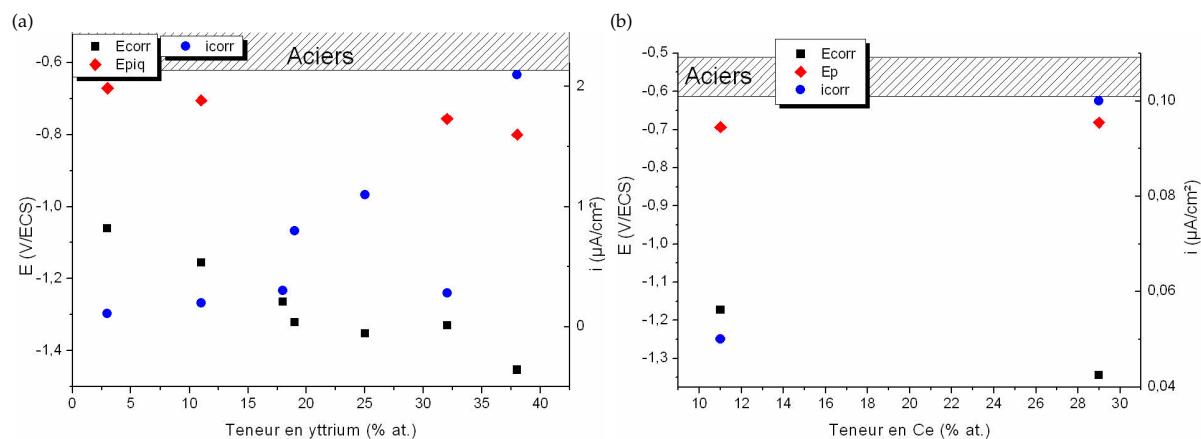 (a)
Ecorr
Epiq
icorr
Aciers
-0,6
-0,8
-1,0
-1,2
-1,4
E (V/ECS)
2
1
0
i (µA/cm²)
0 5 10 15 20 25 30 35 40
Teneur en yttrium (% at.)
(b)
Ecorr
Ep
icorr
Aciers
-0,5
-0,6
-0,7
-0,8
-0,9
-1,0
-1,1
-1,2
-1,3
E (V/ECS)
0,10
0,08
0,06
0,04
i (µA/cm²)
10 12 14 16 18 20 22 24 26 28 30
Teneur en Ce (% at.)